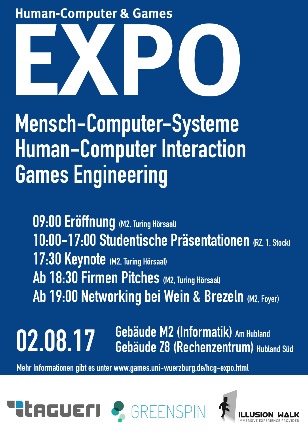 Human-Computer & Games
EXPO
Mensch-Computer-Systeme
Human-Computer Interaction
Games Engineering
09:00 Eröffnung (M2, Turing Hörsaal)
10:00-17:00 Studentische Präsentationen (RZ, 1. Stock)
17:30 Keynote (M2, Turing Hörsaal)
Ab 18:30 Firmen Pitches (M2, Turing Hörsaal)
Ab 19:00 Networking bei Wein & Brezeln (M2, Foyer)
02.08.17
Gebäude M2 (Informatik) Am Hubland
Gebäude Z8 (Rechenzentrum) Hubland Süd
Mehr Informationen gibt es unter www.games.uni-wuerzburg.de/hcg-expo.html
TAGUERI
GREENSPIN
ILLUSION WALK
IMMERSIVE EXPERIENCE PROVIDER